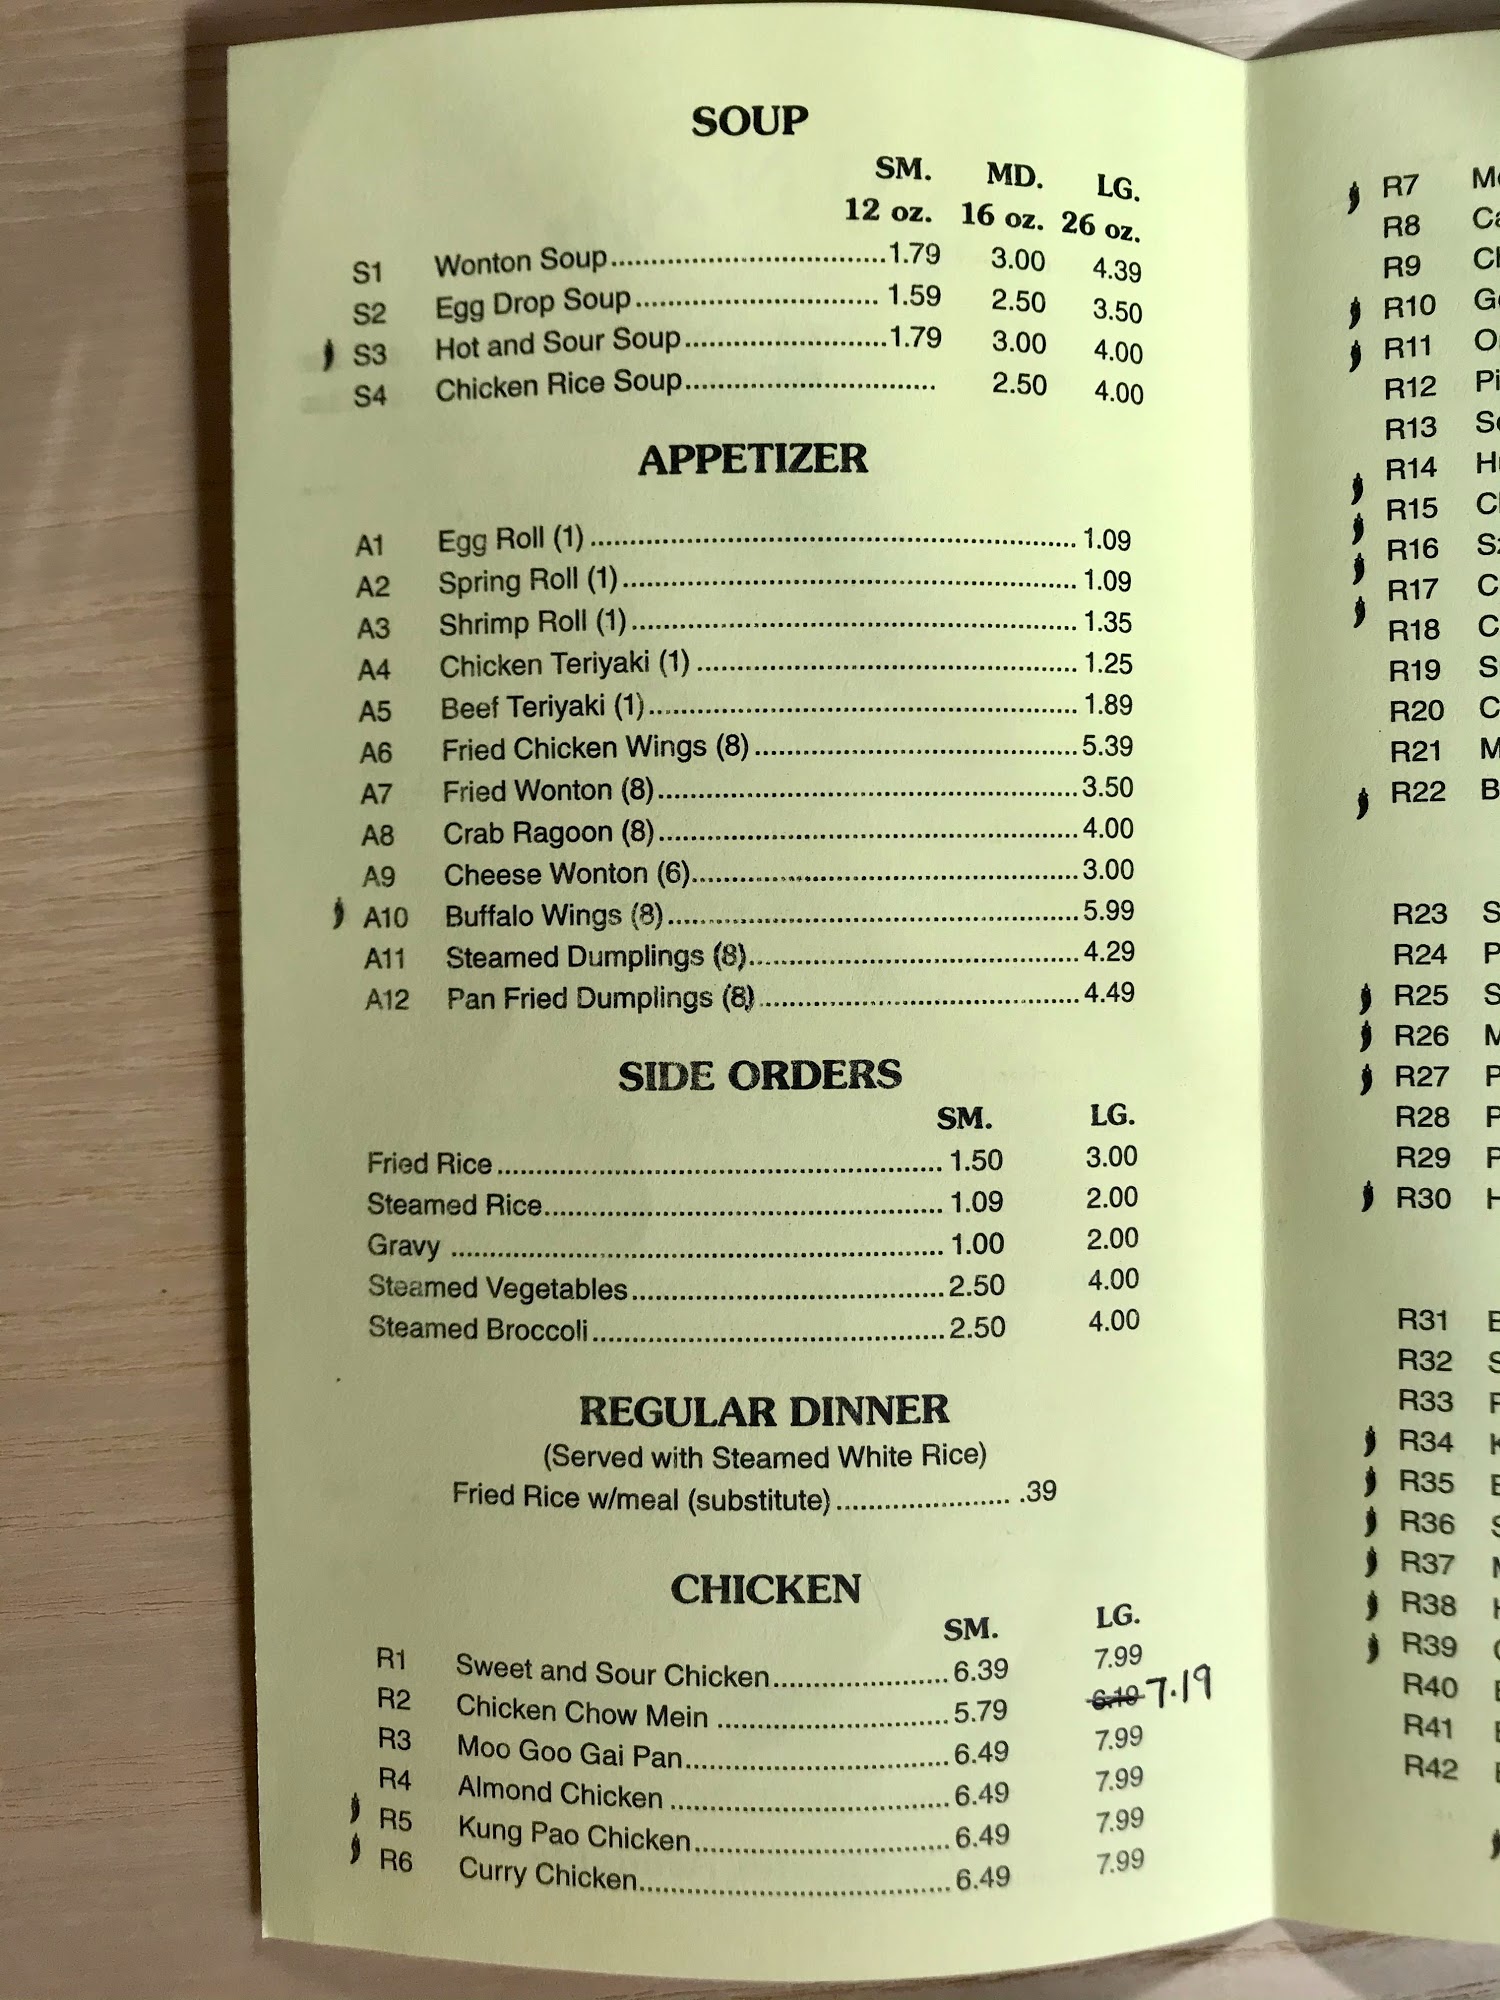 SOUP
SM. MD. LG.
12 oz. 16 oz. 26 oz.
S1 Wonton Soup..................................1.79 3.00 4.39
S2 Egg Drop Soup.............................. 1.59 2.50 3.50
S3 Hot and Sour Soup.........................1.79 3.00 4.00
S4 Chicken Rice Soup............................... 2.50 4.00
APPETIZER
A1 Egg Roll (1) ............................................................ 1.09
A2 Spring Roll (1)........................................................ 1.09
A3 Shrimp Roll (1)....................................................... 1.35
A4 Chicken Teriyaki (1) ............................................... 1.25
A5 Beef Teriyaki (1)..................................................... 1.89
A6 Fried Chicken Wings (8)........................................ 5.39
A7 Fried Wonton (8)....................................................3.50
A8 Crab Ragoon (8)....................................................4.00
A9 Cheese Wonton (6)................................................3.00
A10 Buffalo Wings (8)...................................................5.99
A11 Steamed Dumplings (8).........................................4.29
A12 Pan Fried Dumplings (8)........................................4.49
SIDE ORDERS
SM. LG.
Fried Rice....................................................... 1.50 3.00
Steamed Rice................................................. 1.09 2.00
Gravy ............................................................. 1.00 2.00
Steamed Vegetables.......................................2.50 4.00
Steamed Broccoli............................................2.50 4.00
REGULAR DINNER
(Served with Steamed White Rice)
Fried Rice w/meal (substitute)...................... .39
CHICKEN
SM. LG.
R1 Sweet and Sour Chicken......................6.39 7.99
R2 Chicken Chow Mein .............................5.79 6.19 7.19
R3 Moo Goo Gai Pan.................................6.49 7.99
R4 Almond Chicken ...................................6.49 7.99
R5 Kung Pao Chicken................................6.49 7.99
R6 Curry Chicken.......................................6.49 7.99
R7
R8
R9
R10
R11
R12
R13
R14
R15
R16
R17
R18
R19
R20
R21
R22
R23
R24
R25
R26
R27
R28
R29
R30
R31
R32
R33
R34
R35
R36
R37
R38
R39
R40
R41
R42